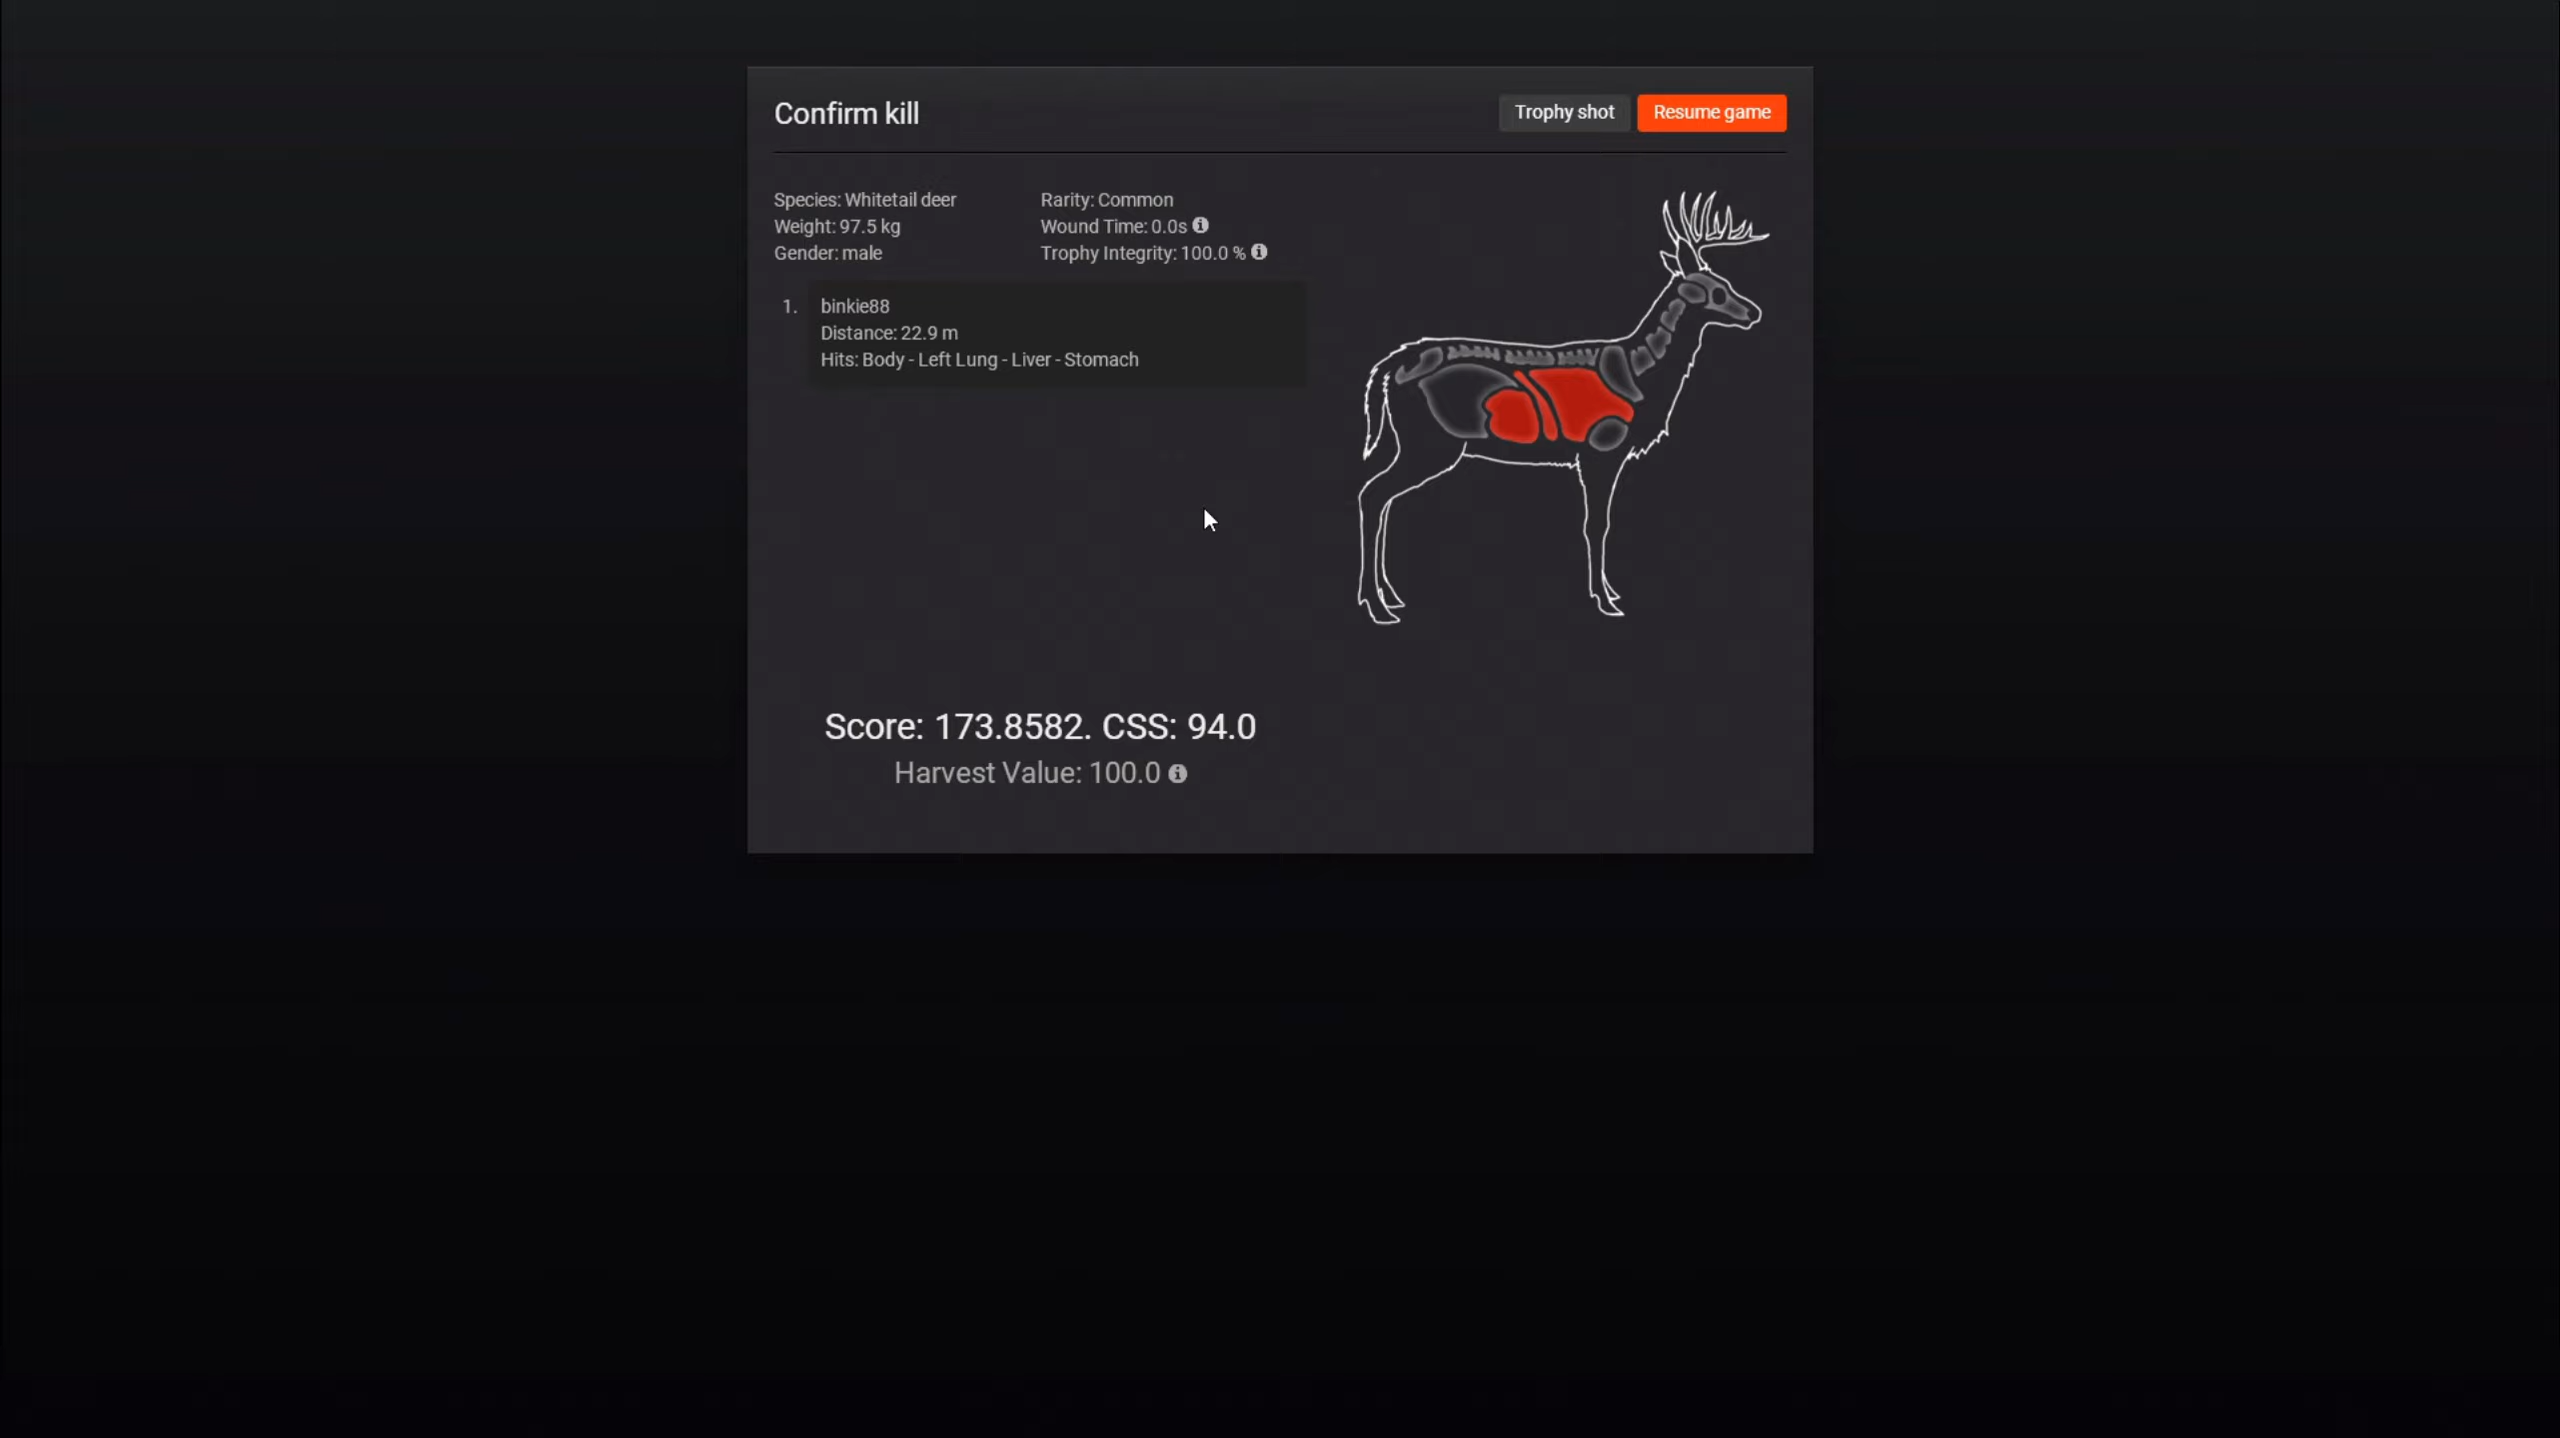 Confirm kill
Trophy shot
Resume game
Species: Whitetail deer
Weight: 97.5 kg
Gender: male
Rarity: Common
Wound Time: 0.0s
Trophy Integrity: 100.0 %
1.
binkie88
Distance: 22.9 m
Hits: Body - Left Lung - Liver - Stomach
Score: 173.8582. CSS: 94.0
Harvest Value: 100.0